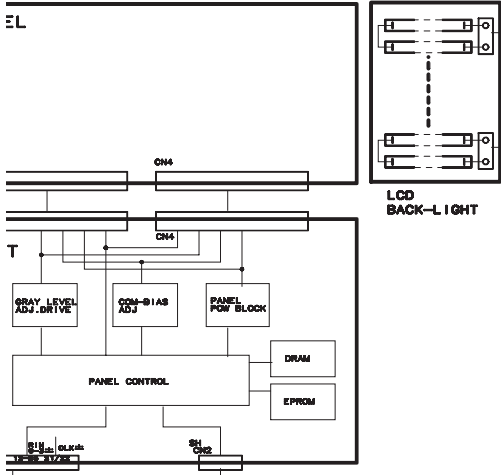 EL
CN4
LCD
BACK-LIGHT
CN4
T
GRAY LEVEL
ADJ.DRIVE
COM-BIAS
ADJ
PANEL
POW BLOCK
DRAM
PANEL CONTROL
EPROM
SH
CN2